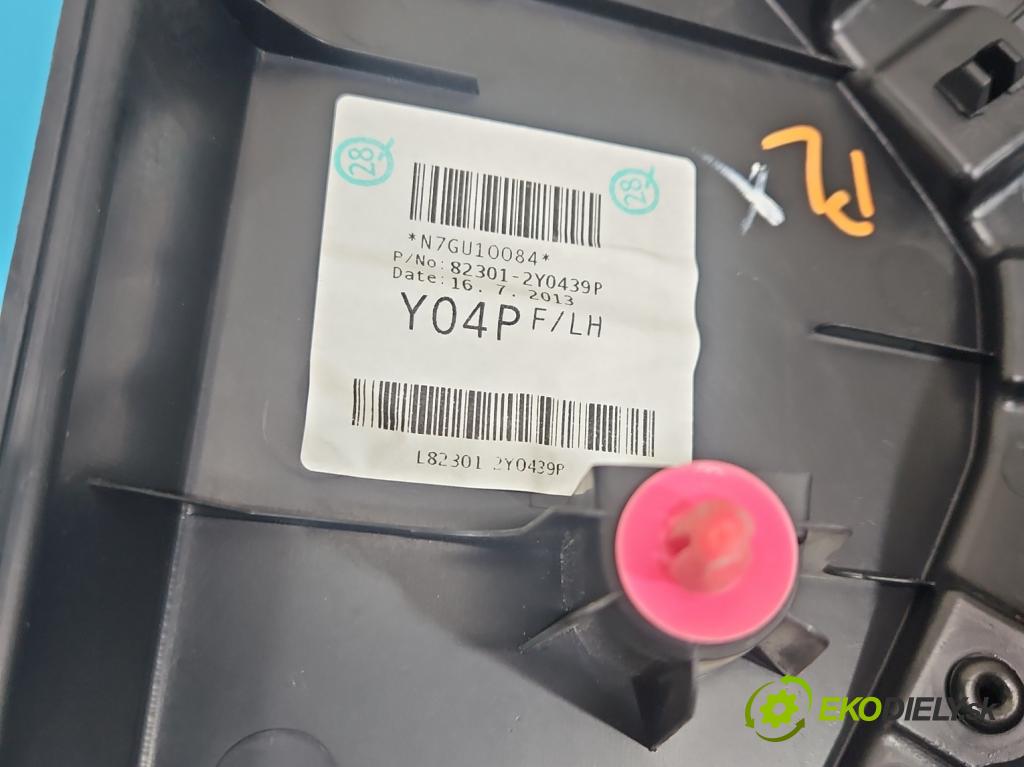 28
28
*N7GU10084*
P/No:82301-2Y0439P
Date:16. 7. 2013
Y04P F/LH
L82301 2Y0439P
EKODIELY.sk